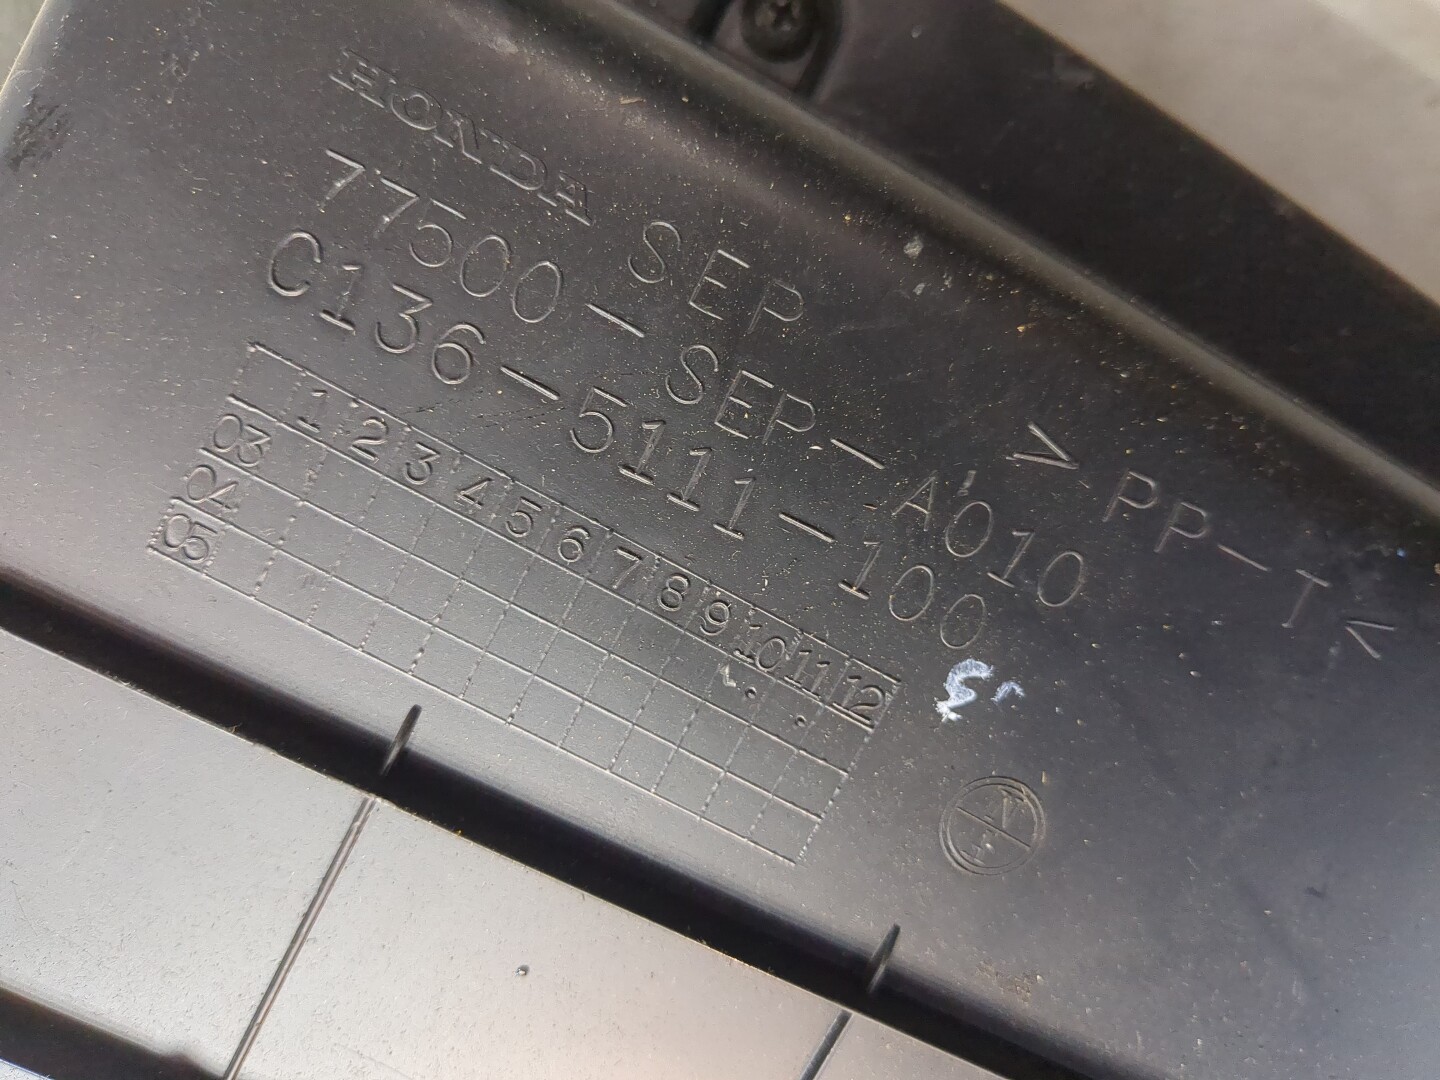 HONDA SEP
77500-SEP-A010 >PP-T<
C136-5111-100
1 2 3 4 5 6 7 8 9 10 11 12
03
04
05
N